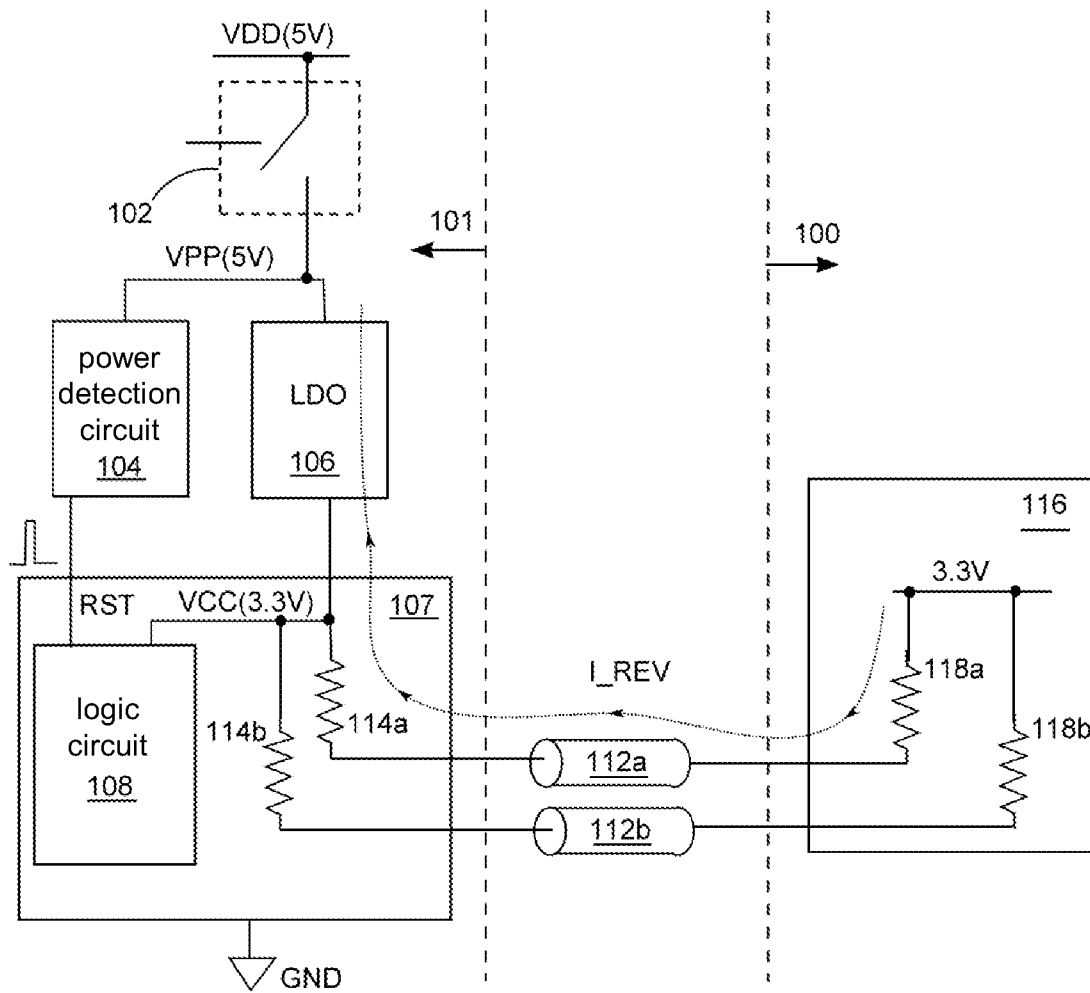 VDD(5V)
102
101
100
VPP(5V)
power
detection
circuit
104
LDO
106
116
3.3V
RST
VCC(3.3V)
107
I_REV
118a
114a
114b
118b
logic
circuit
108
112a
112b
GND